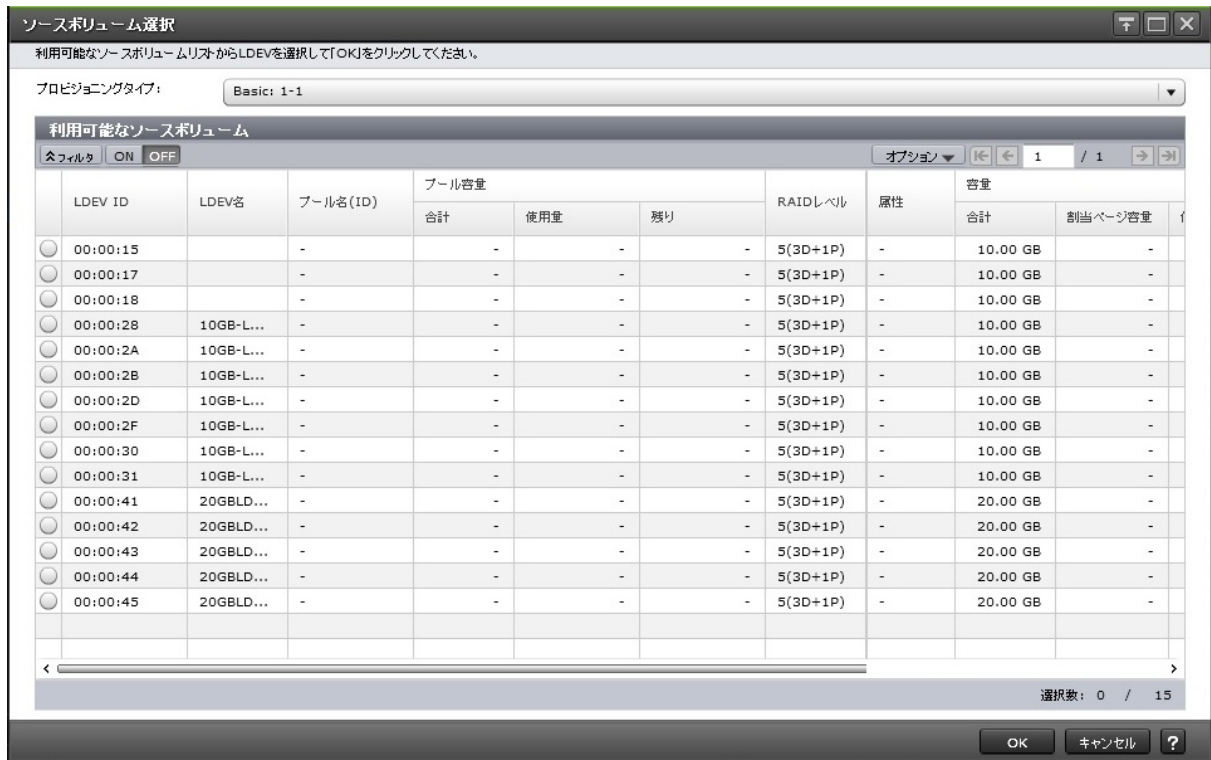 ソースボリューム選択
利用可能なソースボリュームリストからLDEVを選択して「OK」をクリックしてください。
プロビジョニングタイプ: Basic: 1-1
利用可能なソースボリューム
フィルタ ON OFF オプション 1 / 1
LDEV ID LDEV名 プール名(ID) プール容量 RAIDレベル 属性 容量
合計 使用量 残り 合計 割当ページ容量
00:00:15 - - - - 5(3D+1P) - 10.00 GB -
00:00:17 - - - - 5(3D+1P) - 10.00 GB -
00:00:18 - - - - 5(3D+1P) - 10.00 GB -
00:00:28 10GB-L... - - - - 5(3D+1P) - 10.00 GB -
00:00:2A 10GB-L... - - - - 5(3D+1P) - 10.00 GB -
00:00:2B 10GB-L... - - - - 5(3D+1P) - 10.00 GB -
00:00:2D 10GB-L... - - - - 5(3D+1P) - 10.00 GB -
00:00:2F 10GB-L... - - - - 5(3D+1P) - 10.00 GB -
00:00:30 10GB-L... - - - - 5(3D+1P) - 10.00 GB -
00:00:31 10GB-L... - - - - 5(3D+1P) - 10.00 GB -
00:00:41 20GBLD... - - - - 5(3D+1P) - 20.00 GB -
00:00:42 20GBLD... - - - - 5(3D+1P) - 20.00 GB -
00:00:43 20GBLD... - - - - 5(3D+1P) - 20.00 GB -
00:00:44 20GBLD... - - - - 5(3D+1P) - 20.00 GB -
00:00:45 20GBLD... - - - - 5(3D+1P) - 20.00 GB -
選択数: 0 / 15
OK キャンセル ?